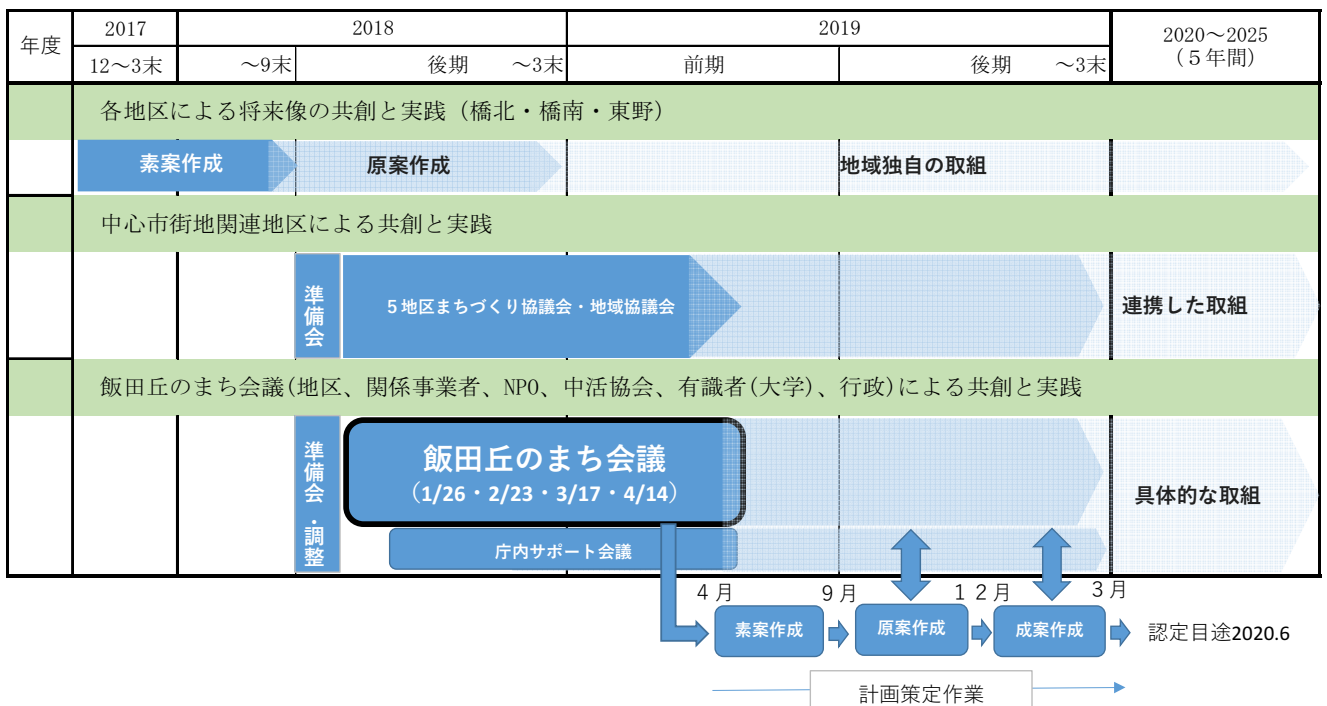 年度
2017
2018
2019
2020～2025
（５年間）
12～3末
～9末
後期　～3末
前期
後期　～3末
各地区による将来像の共創と実践（橋北・橋南・東野）
素案作成
原案作成
地域独自の取組
中心市街地関連地区による共創と実践
準備会
５地区まちづくり協議会・地域協議会
連携した取組
飯田丘のまち会議(地区、関係事業者、NPO、中活協会、有識者(大学)、行政)による共創と実践
準備会・調整
飯田丘のまち会議
（1/26・2/23・3/17・4/14）
具体的な取組
庁内サポート会議
４月
９月
１２月
３月
素案作成
原案作成
成案作成
認定目途2020.6
計画策定作業